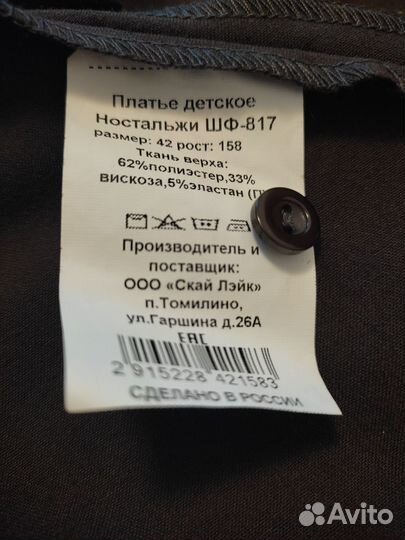 Платье детское
Ностальжи ШФ-817
размер: 42 рост: 158
Ткань верха:
62%полиэстер,33%
вискоза,5%эластан
Производитель и
поставщик:
ООО «Скай Лэйк»
п.Томилино,
ул.Гаршина д.26А
ЕАС
2 915228 421583
СДЕЛАНО В РОССИИ
Avito